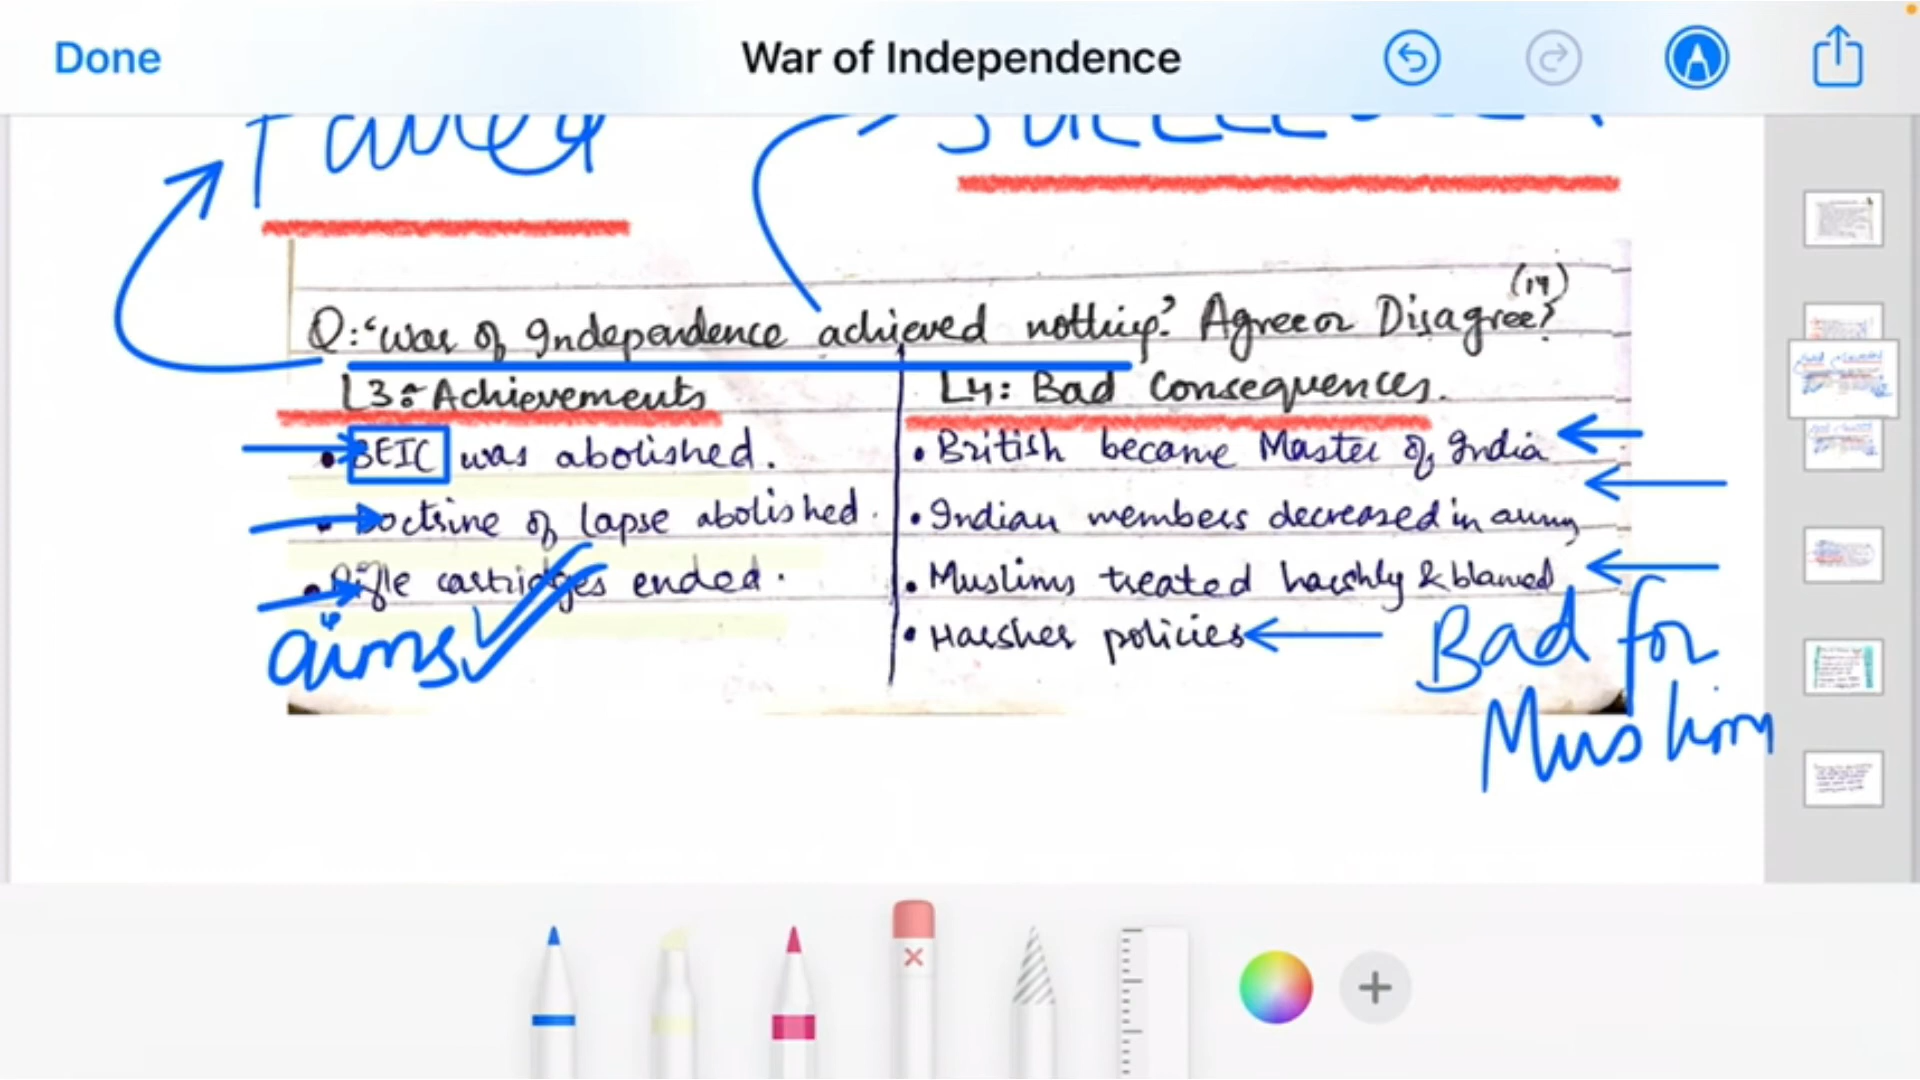 Done
War of Independence
Failed
Q: 'War of Independence achieved nothing.' Agree or Disagree? (14)
L3: Achievements
• BEIC was abolished.
• Doctrine of lapse abolished.
• Rifle cartridges ended.
aims
L4: Bad Consequences.
• British became Master of India
• Indian members decreased in army
• Muslims treated harshly & blamed
• Harsher policies
Bad for
Muslim